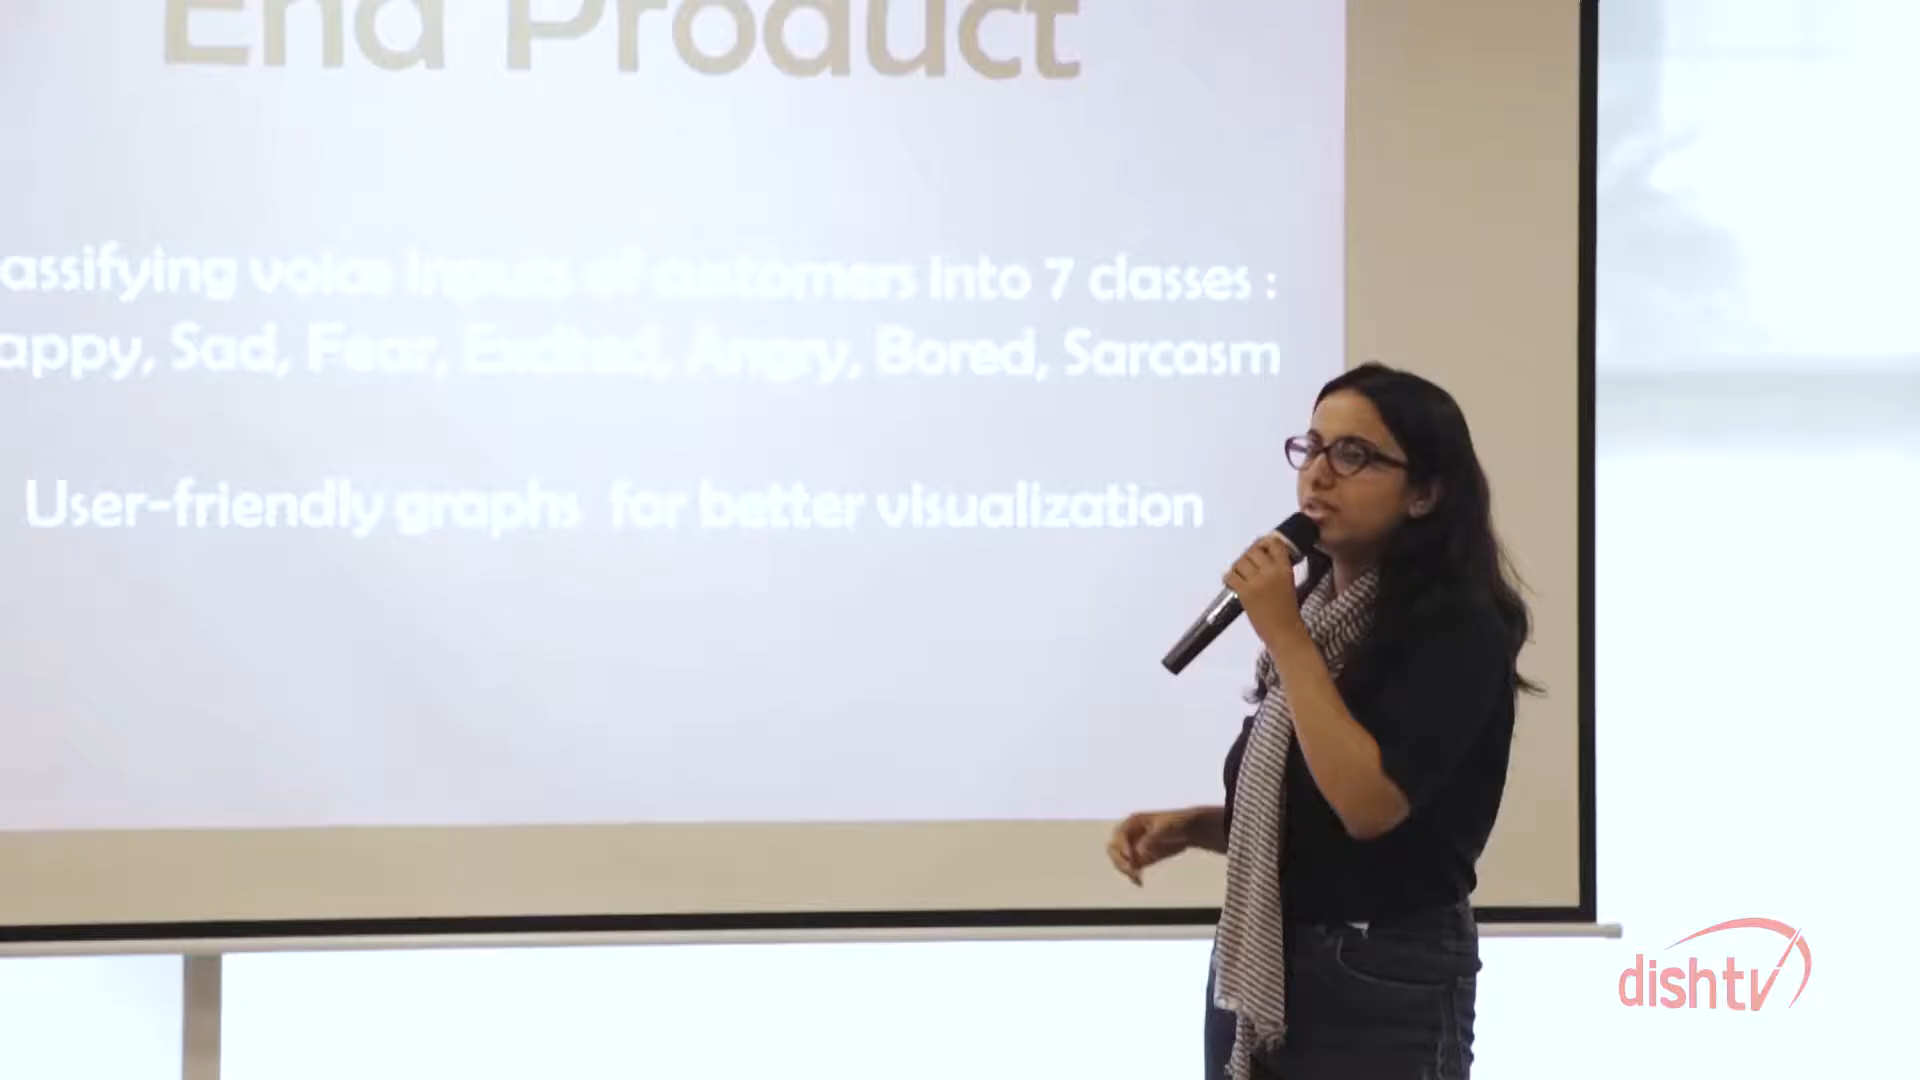 End Product
assifying voice inputs of customers into 7 classes :
appy, Sad, Fear, Excited, Angry, Bored, Sarcasm
User-friendly graphs for better visualization
dishtv